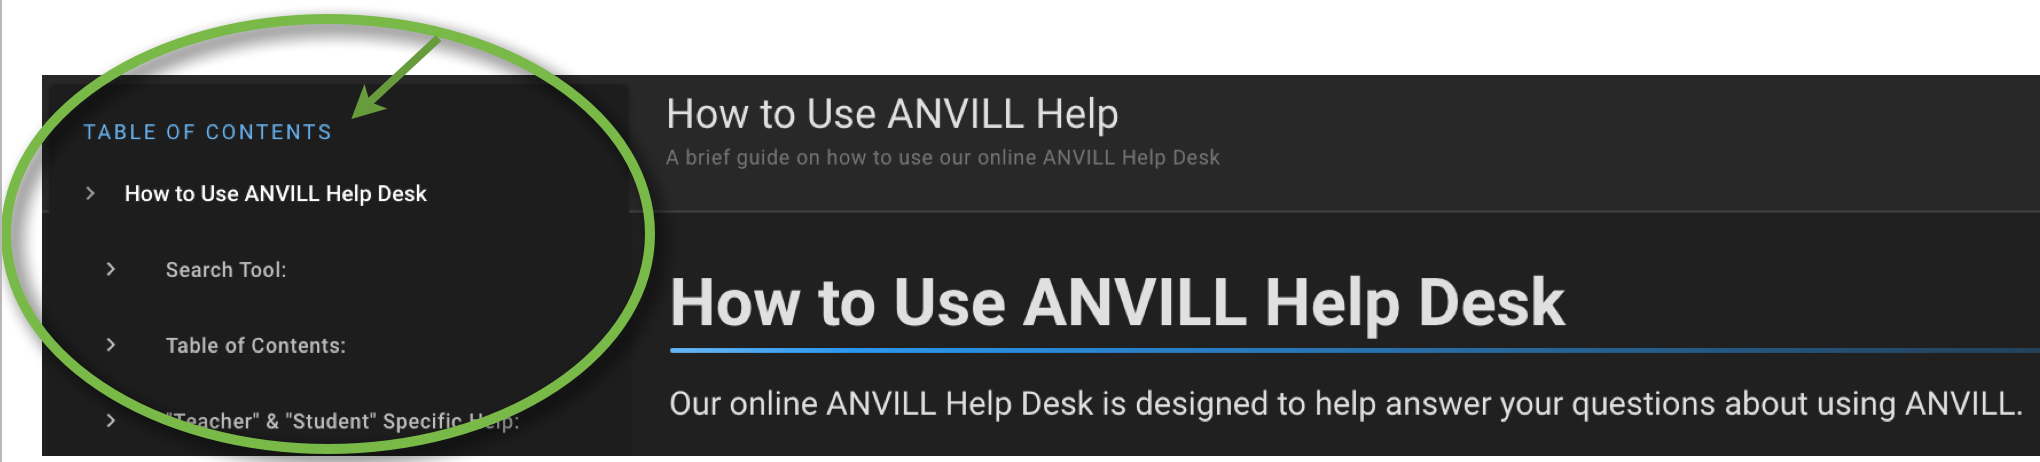 TABLE OF CONTENTS
How to Use ANVILL Help Desk
Search Tool:
Table of Contents:
"Teacher" & "Student" Specific Help:
How to Use ANVILL Help
A brief guide on how to use our online ANVILL Help Desk
How to Use ANVILL Help Desk
Our online ANVILL Help Desk is designed to help answer your questions about using ANVILL.